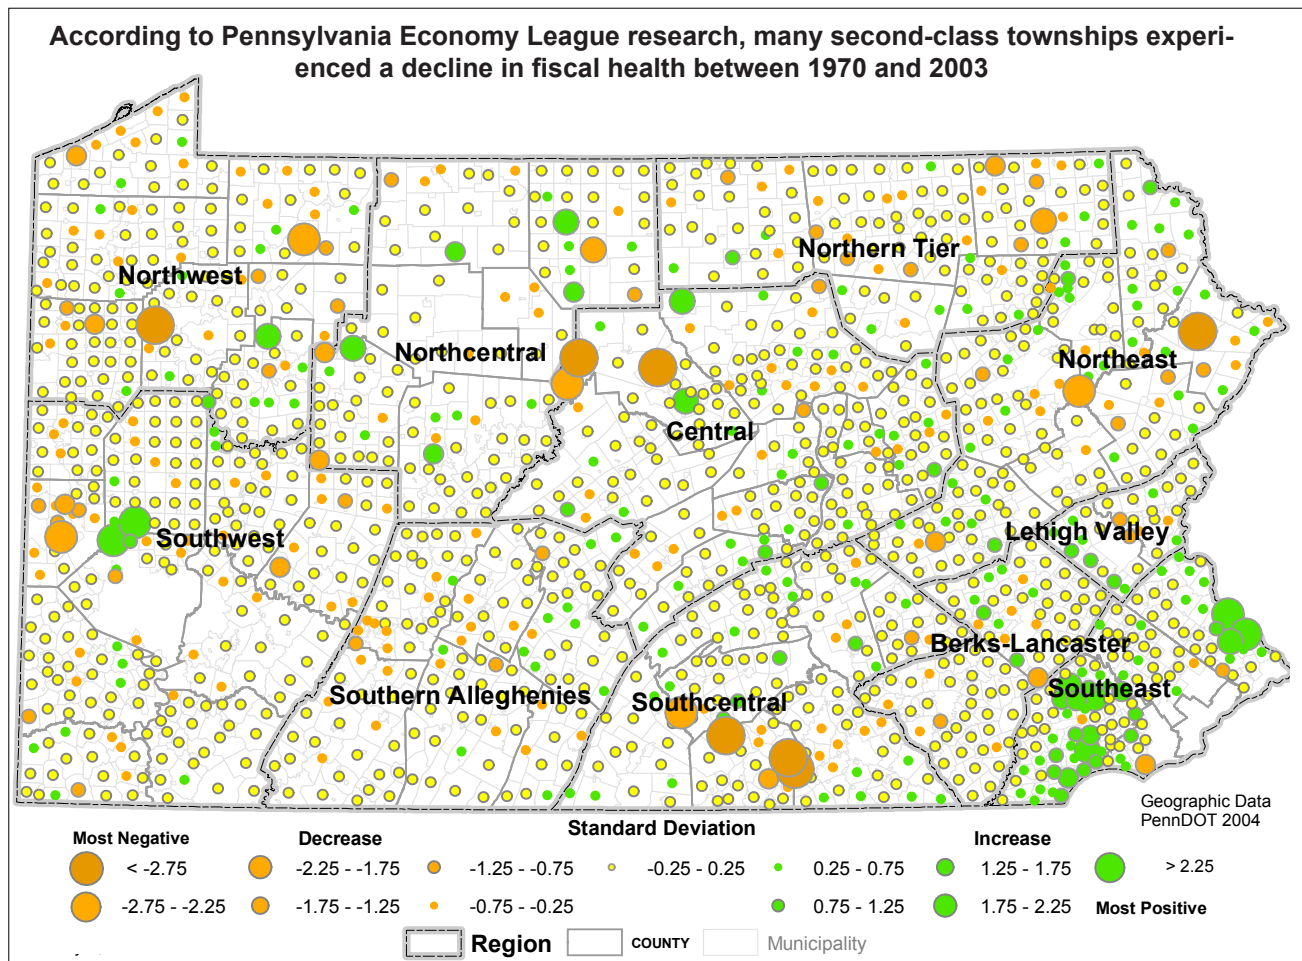 According to Pennsylvania Economy League research, many second-class townships experi-
enced a decline in fiscal health between 1970 and 2003
Northern Tier
Northwest
Northcentral
Northeast
Central
Lehigh Valley
Southwest
Berks-Lancaster
Southeast
Southern Alleghenies
Southcentral
Geographic Data
PennDOT 2004
Standard Deviation
Most Negative
Decrease
Increase
< -2.75
-2.25 - -1.75
-1.25 - -0.75
-0.25 - 0.25
0.25 - 0.75
1.25 - 1.75
> 2.25
-2.75 - -2.25
-1.75 - -1.25
-0.75 - -0.25
0.75 - 1.25
1.75 - 2.25
Most Positive
Region
COUNTY
Municipality